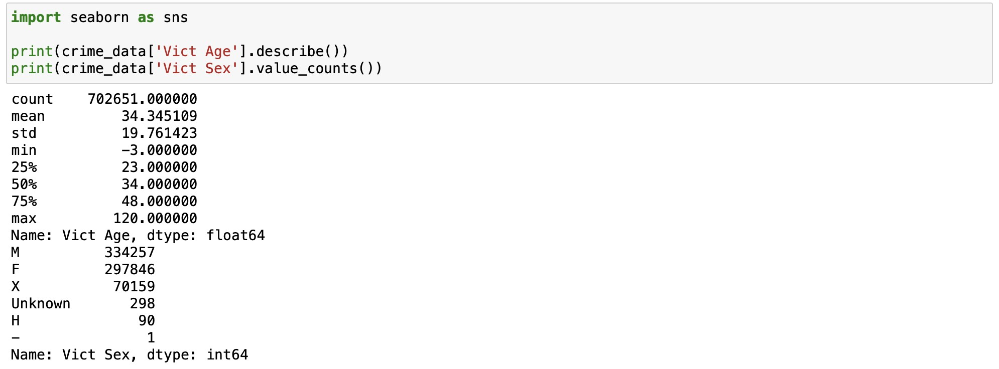 import seaborn as sns
print(crime_data['Vict Age'].describe())
print(crime_data['Vict Sex'].value_counts())
count    702651.000000
mean         34.345109
std          19.761423
min          −3.000000
25%          23.000000
50%          34.000000
75%          48.000000
max         120.000000
Name: Vict Age, dtype: float64
M          334257
F          297846
X           70159
Unknown       298
H              90
−               1
Name: Vict Sex, dtype: int64